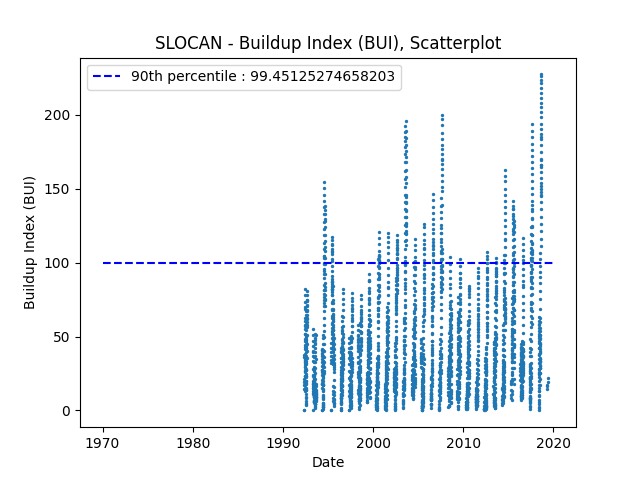 SLOCAN - Buildup Index (BUI), Scatterplot
90th percentile : 99.45125274658203
Buildup Index (BUI)
200
150
100
50
0
1970 1980 1990 2000 2010 2020
Date